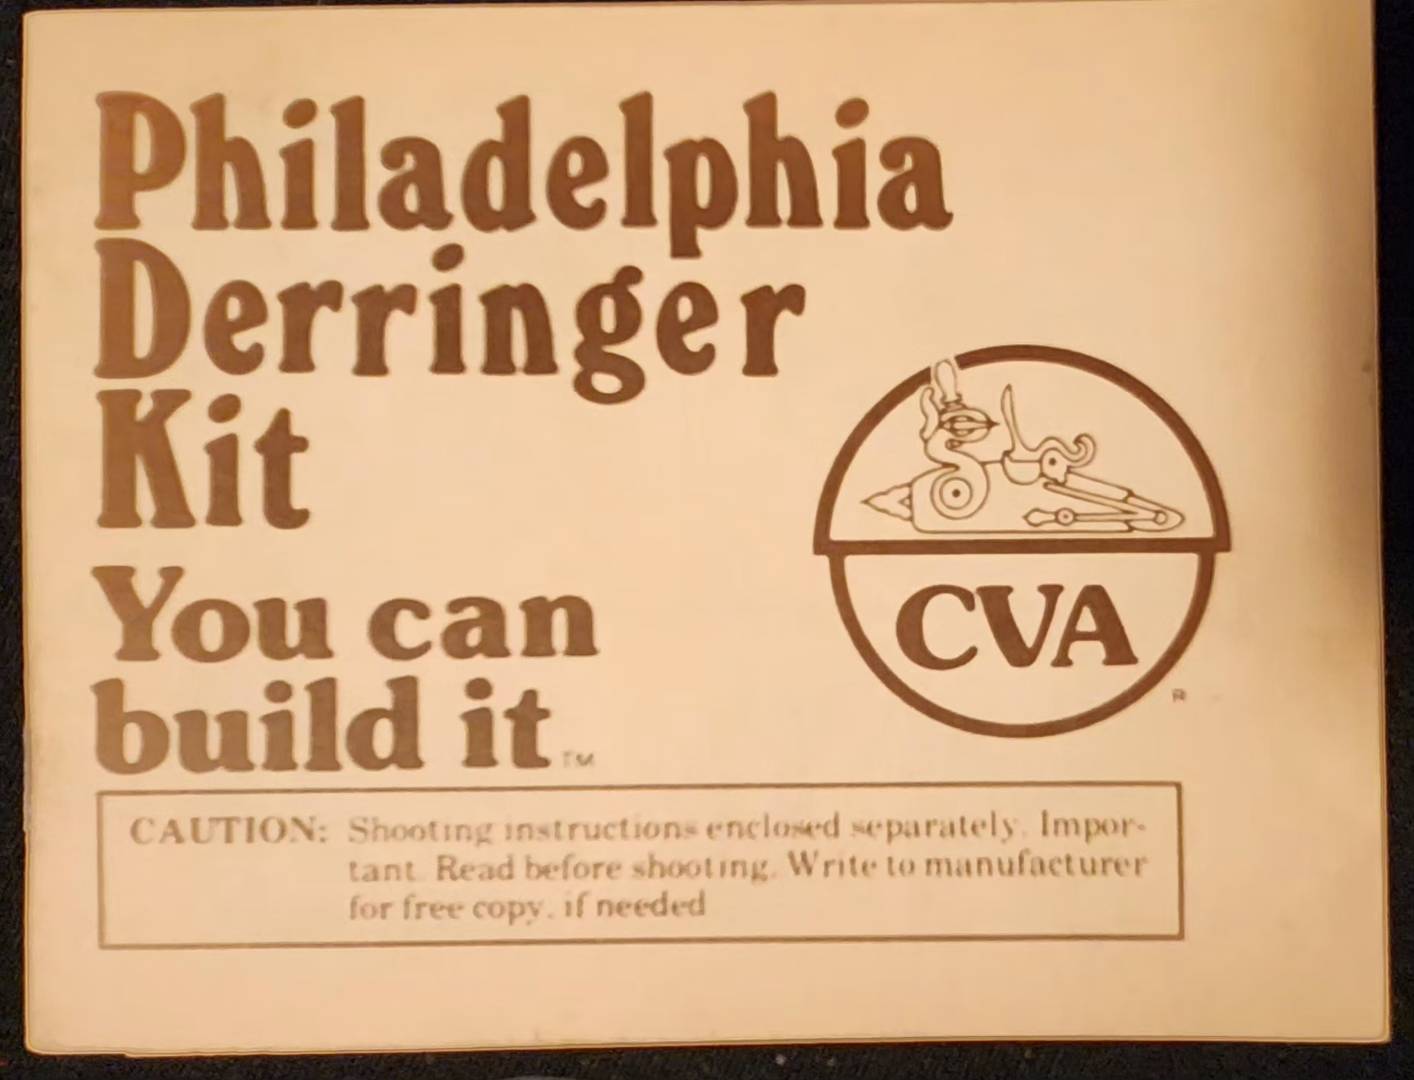 Philadelphia
Derringer
Kit
You can
build it™
CVA
®
CAUTION: Shooting instructions enclosed separately. Impor-
tant. Read before shooting. Write to manufacturer
for free copy, if needed